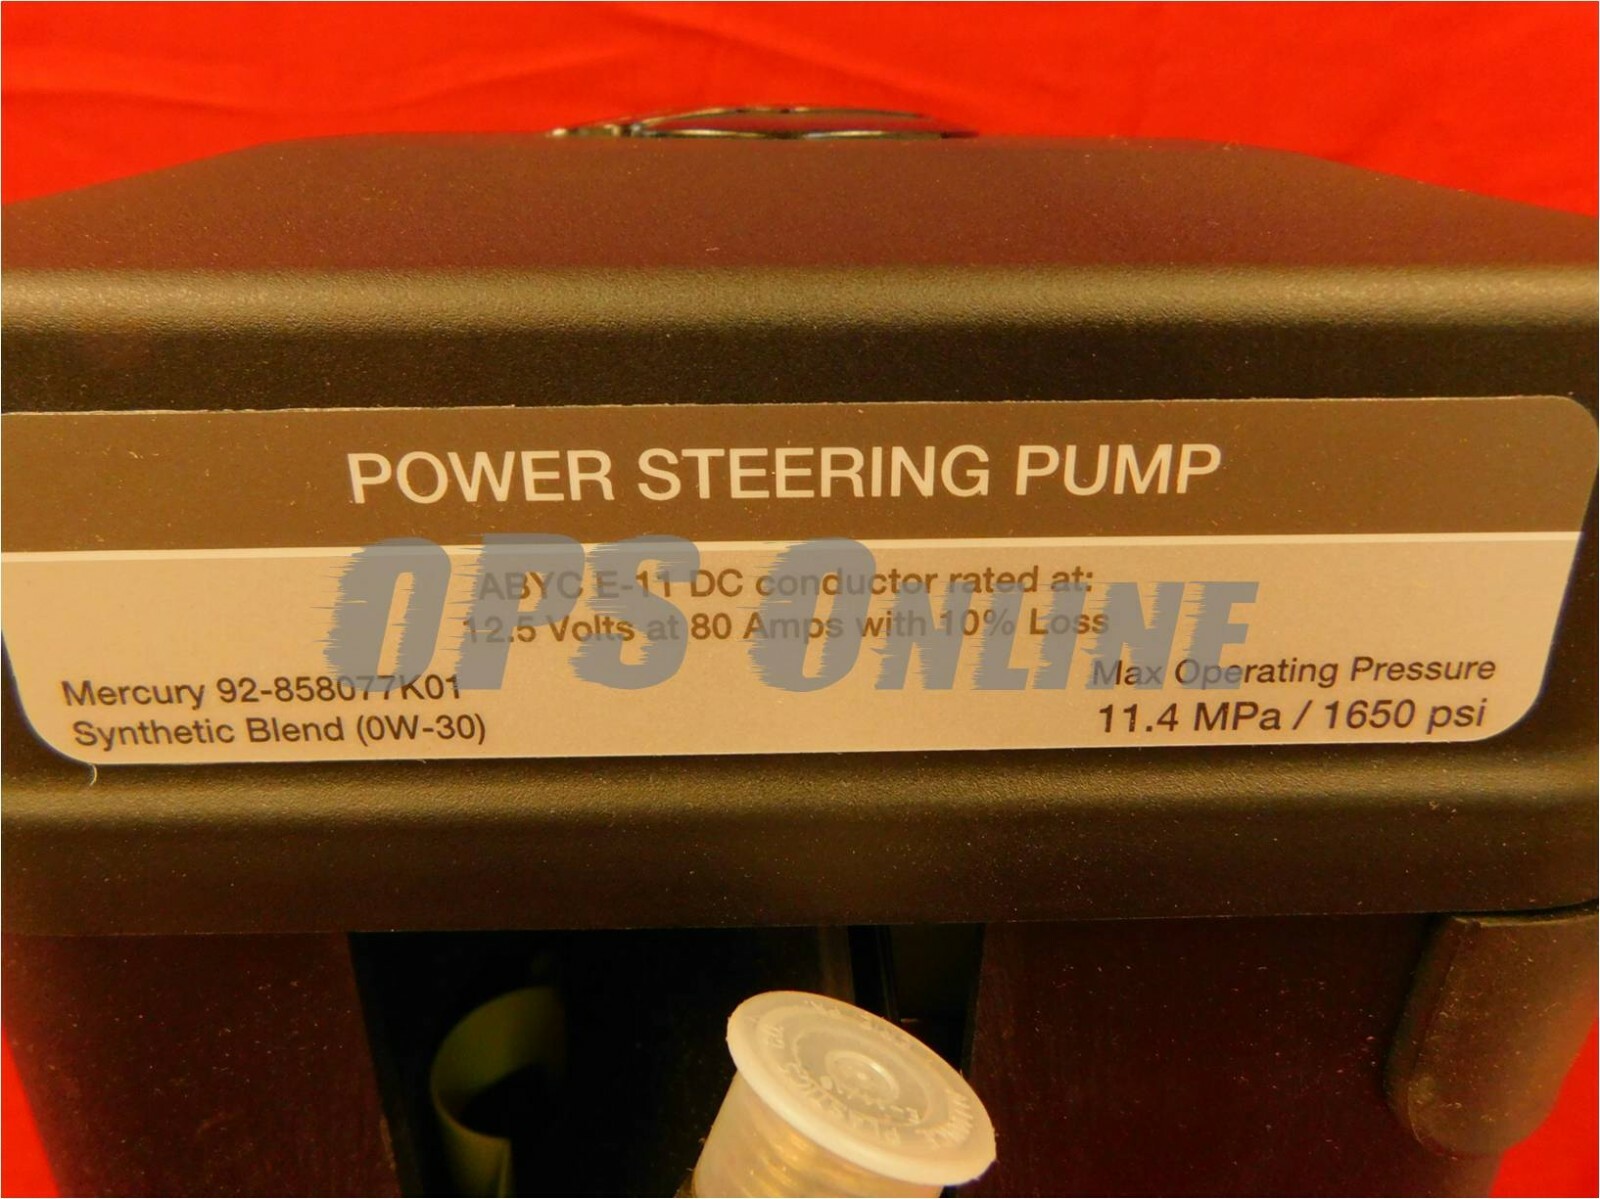 POWER STEERING PUMP
OPS ONLINE
ABYC E-11 DC conductor rated at:
12.5 Volts at 80 Amps with 10% Loss
Mercury 92-858077K01
Synthetic Blend (0W-30)
Max Operating Pressure
11.4 MPa / 1650 psi